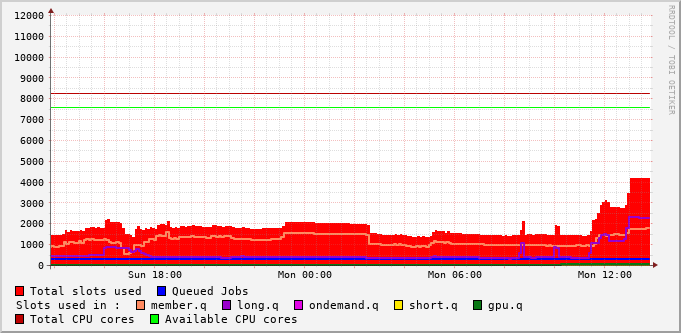 12000
11000
10000
9000
8000
7000
6000
5000
4000
3000
2000
1000
0
Sun 18:00 Mon 00:00 Mon 06:00 Mon 12:00
Total slots used Queued Jobs
Slots used in : member.q long.q ondemand.q short.q gpu.q
Total CPU cores Available CPU cores
RRDTOOL / TOBI OETIKER